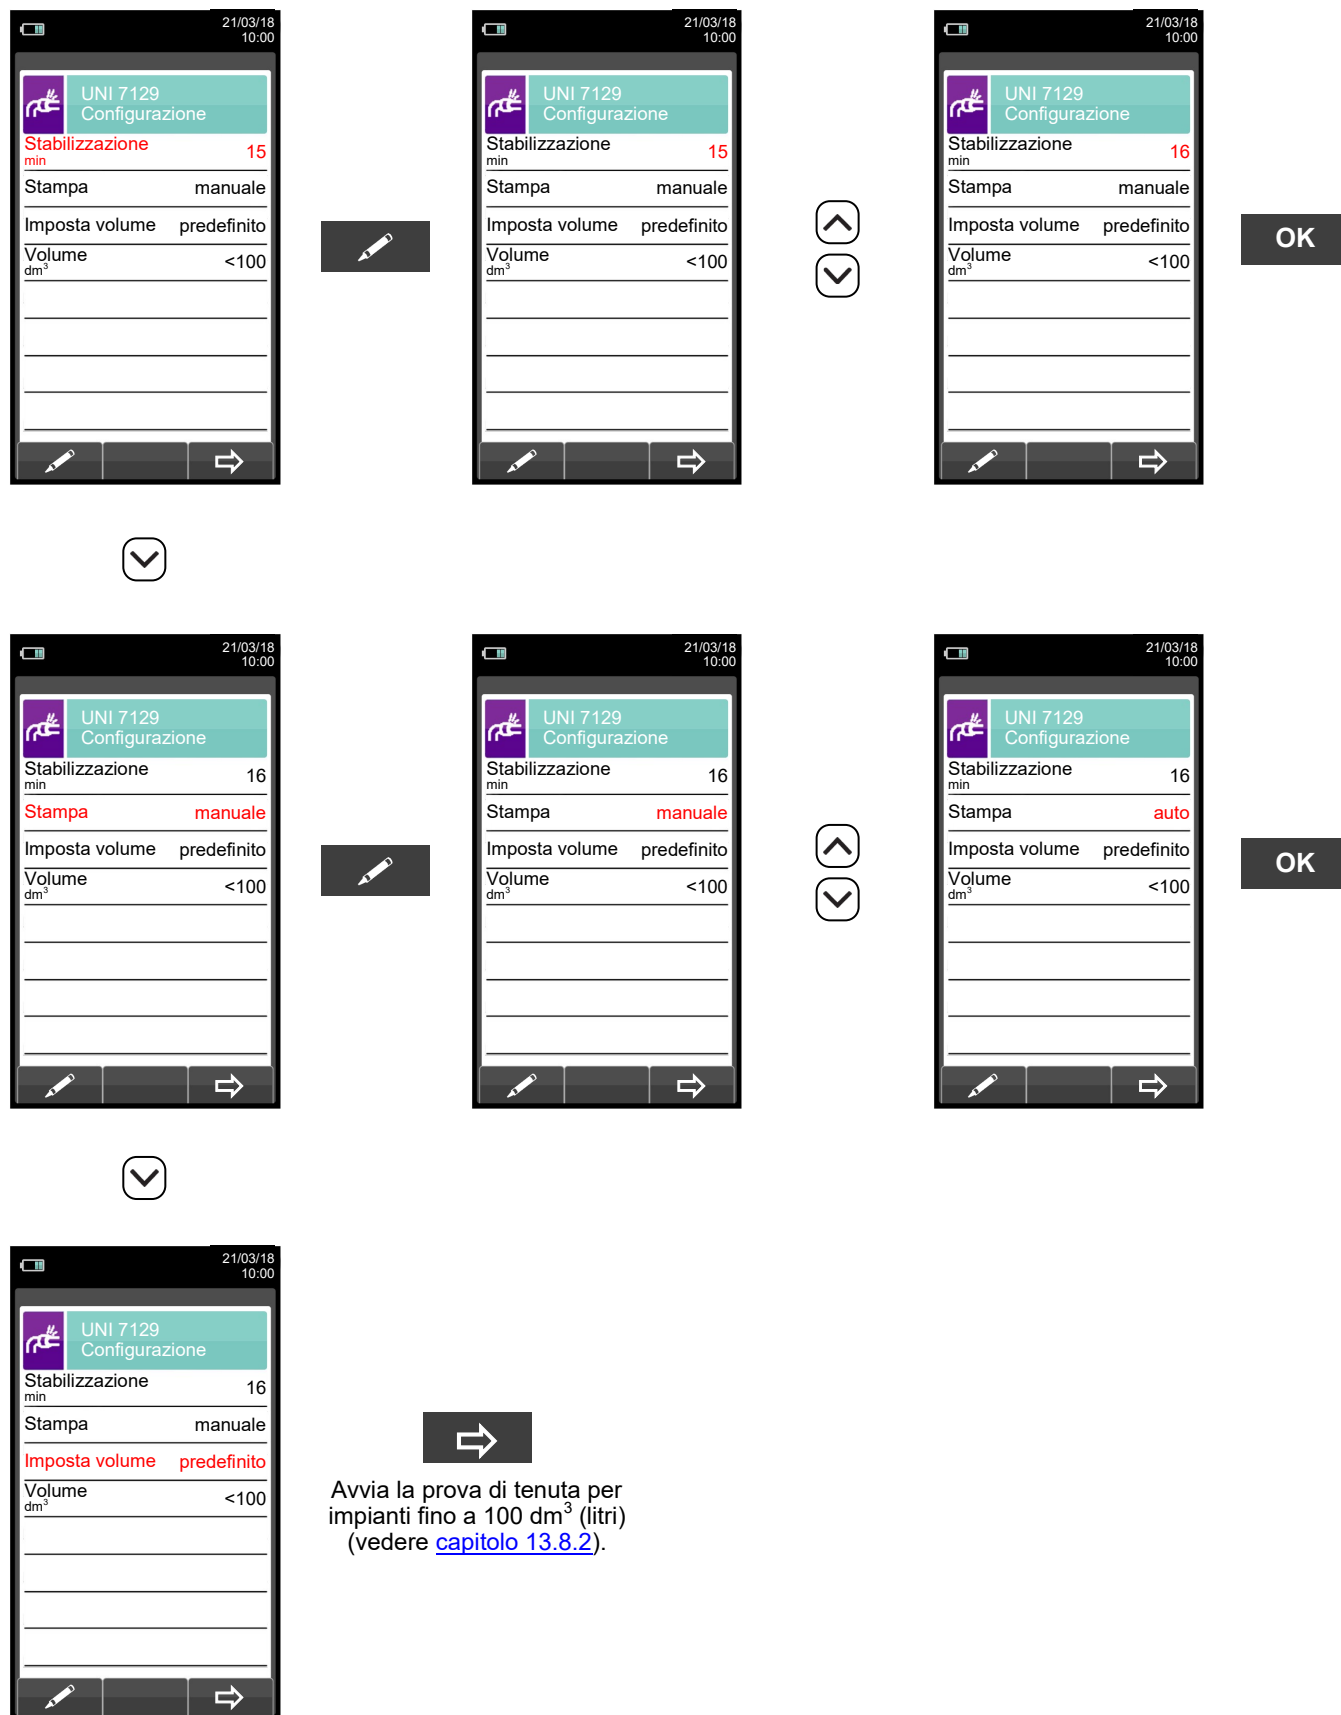 21/03/18
10:00
UNI 7129
Configurazione
Stabilizzazione
min
15
Stampa manuale
Imposta volume predefinito
Volume
dm³
<100
21/03/18
10:00
UNI 7129
Configurazione
Stabilizzazione
min
15
Stampa manuale
Imposta volume predefinito
Volume
dm³
<100
21/03/18
10:00
UNI 7129
Configurazione
Stabilizzazione
min
16
Stampa manuale
Imposta volume predefinito
Volume
dm³
<100
OK
21/03/18
10:00
UNI 7129
Configurazione
Stabilizzazione
min
16
Stampa manuale
Imposta volume predefinito
Volume
dm³
<100
21/03/18
10:00
UNI 7129
Configurazione
Stabilizzazione
min
16
Stampa manuale
Imposta volume predefinito
Volume
dm³
<100
21/03/18
10:00
UNI 7129
Configurazione
Stabilizzazione
min
16
Stampa auto
Imposta volume predefinito
Volume
dm³
<100
OK
21/03/18
10:00
UNI 7129
Configurazione
Stabilizzazione
min
16
Stampa manuale
Imposta volume predefinito
Volume
dm³
<100
Avvia la prova di tenuta per
impianti fino a 100 dm³ (litri)
(vedere capitolo 13.8.2).